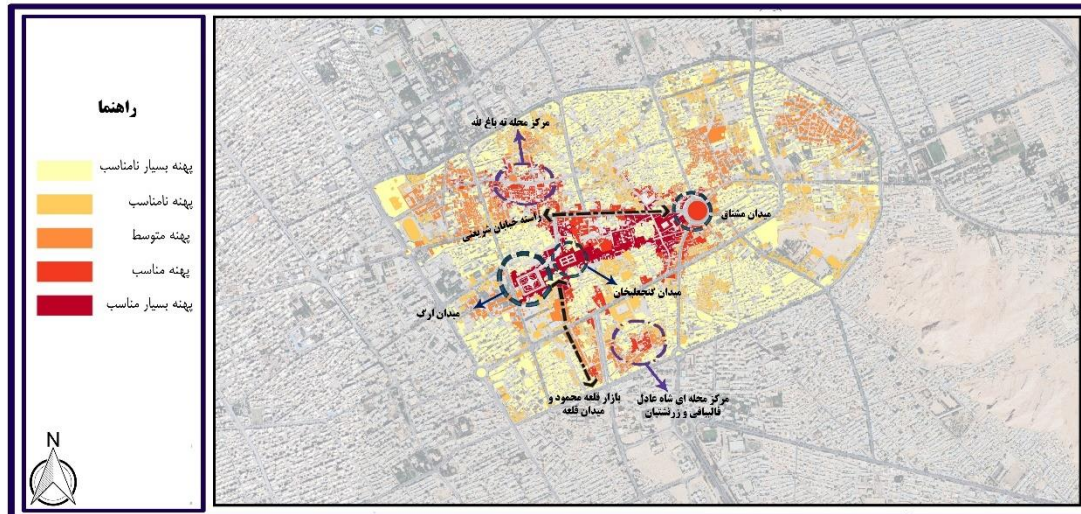 راهنما
پهنه بسیار نامناسب
پهنه نامناسب
پهنه متوسط
پهنه مناسب
پهنه بسیار مناسب
N
مرکز محله ته باغ لله
میدان مشتاق
راسته خیابان شریعتی
میدان گنجعلیخان
میدان ارگ
بازار قلعه محمود و
میدان قلعه
مرکز محله ای شاه عادل
قالیبافی و زرتشتیان